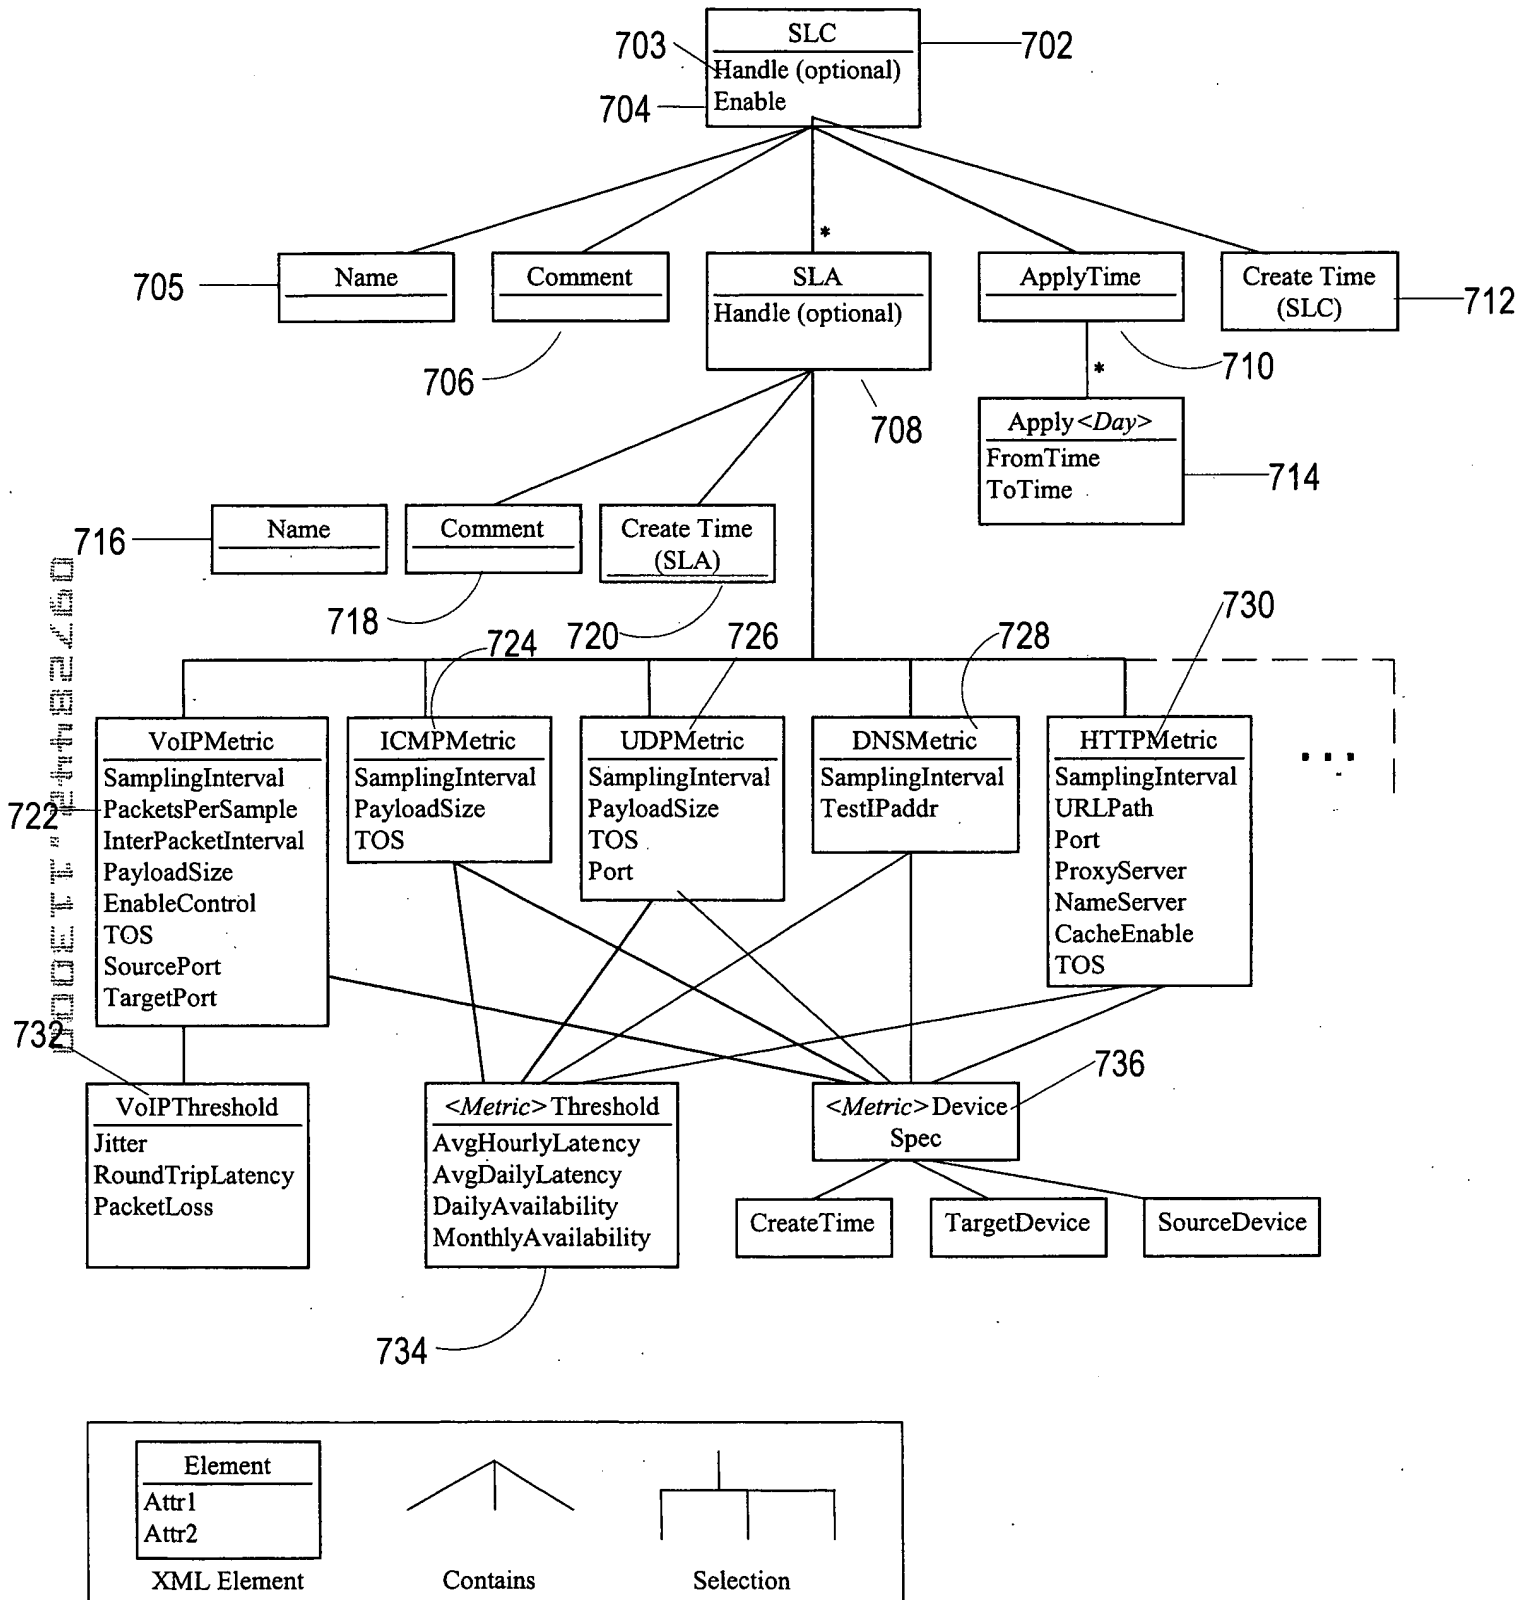 SLC
703
702
Handle (optional)
704
Enable
*
705
Name
Comment
SLA
Handle (optional)
ApplyTime
Create Time
(SLC)
712
706
708
*
710
Apply<Day>
FromTime
ToTime
714
716
Name
Comment
Create Time
(SLA)
718
720
724
726
728
730
VoIPMetric
SamplingInterval
PacketsPerSample
InterPacketInterval
PayloadSize
EnableControl
TOS
SourcePort
TargetPort
722
ICMPMetric
SamplingInterval
PayloadSize
TOS
UDPMetric
SamplingInterval
PayloadSize
TOS
Port
DNSMetric
SamplingInterval
TestIPaddr
HTTPMetric
SamplingInterval
URLPath
Port
ProxyServer
NameServer
CacheEnable
TOS
...
732
VoIPThreshold
Jitter
RoundTripLatency
PacketLoss
<Metric>Threshold
AvgHourlyLatency
AvgDailyLatency
DailyAvailability
MonthlyAvailability
734
<Metric>Device
Spec
736
CreateTime
TargetDevice
SourceDevice
Element
Attr1
Attr2
XML Element
Contains
Selection